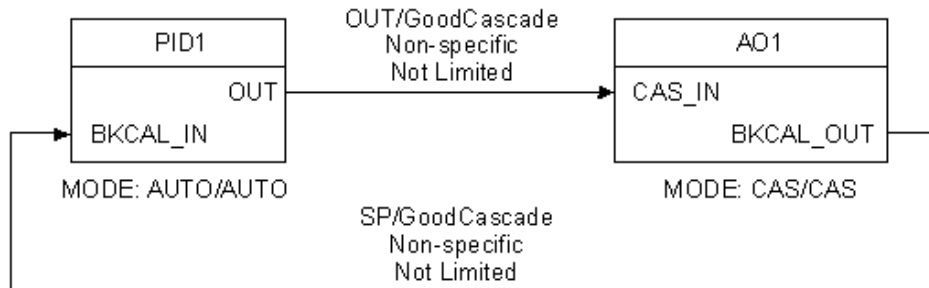 PID1
OUT
BKCAL_IN
MODE: AUTO/AUTO
OUT/GoodCascade
Non-specific
Not Limited
AO1
CAS_IN
BKCAL_OUT
MODE: CAS/CAS
SP/GoodCascade
Non-specific
Not Limited